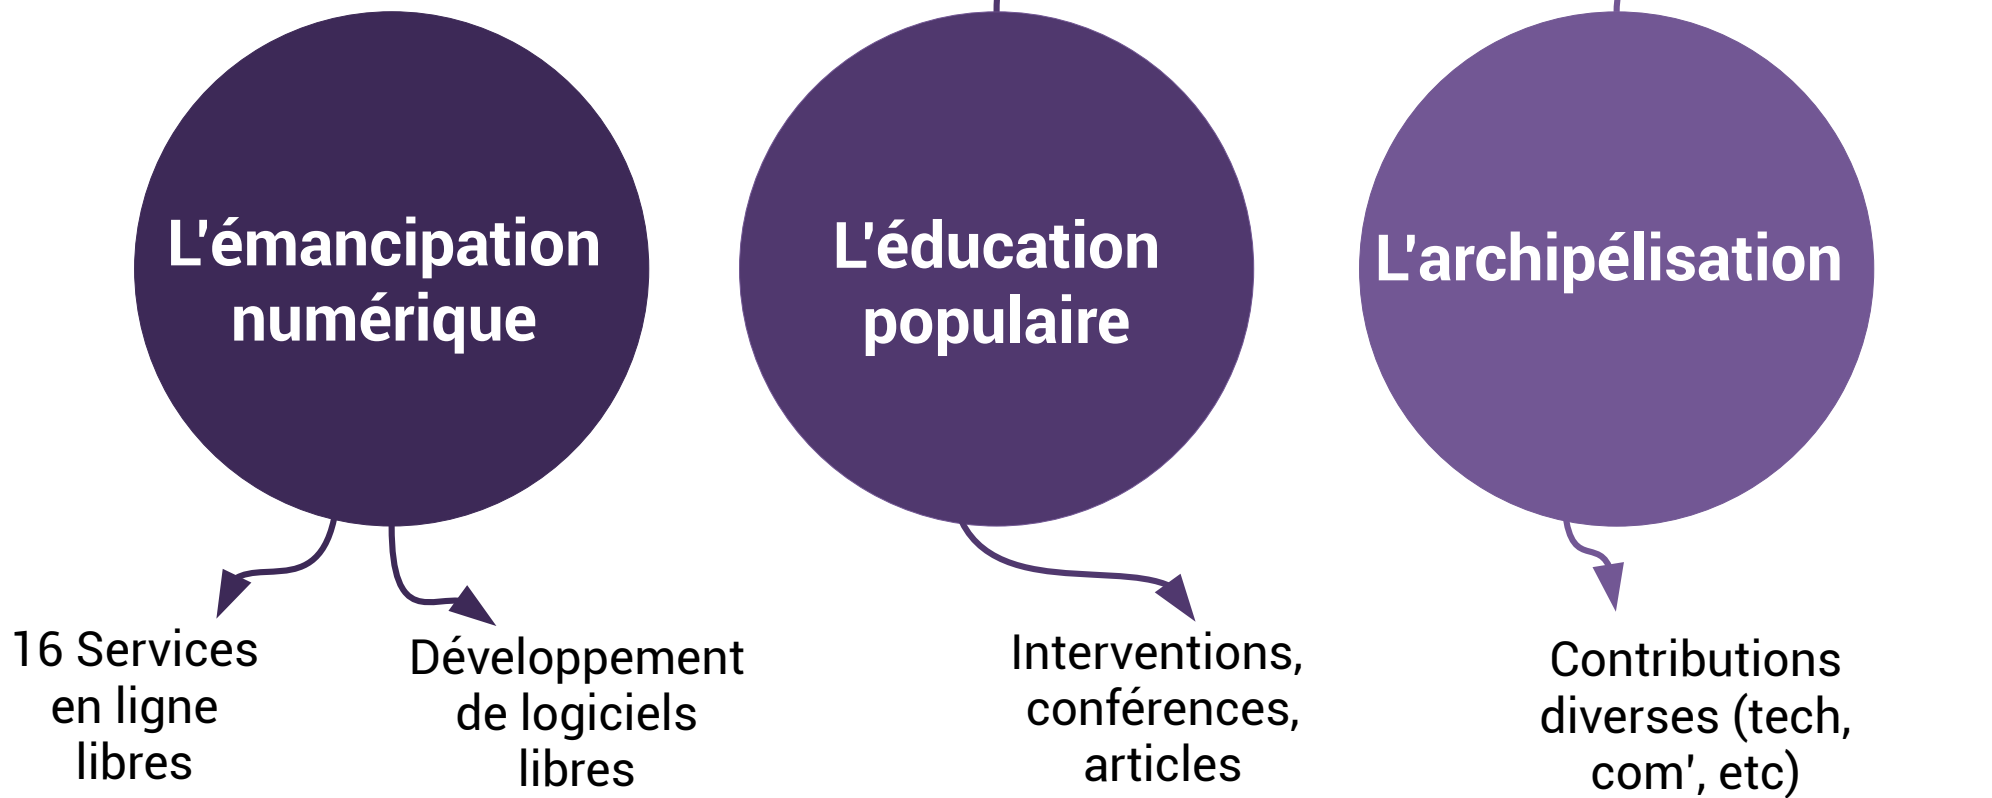 L'émancipation
numérique
L'éducation
populaire
L'archipélisation
16 Services
en ligne
libres
Développement
de logiciels
libres
Interventions,
conférences,
articles
Contributions
diverses (tech,
com', etc)